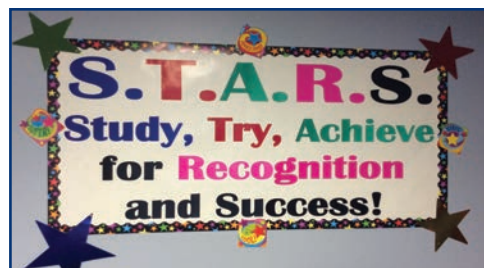 S.T.A.R.S.
Study, Try, Achieve
for Recognition
and Success!